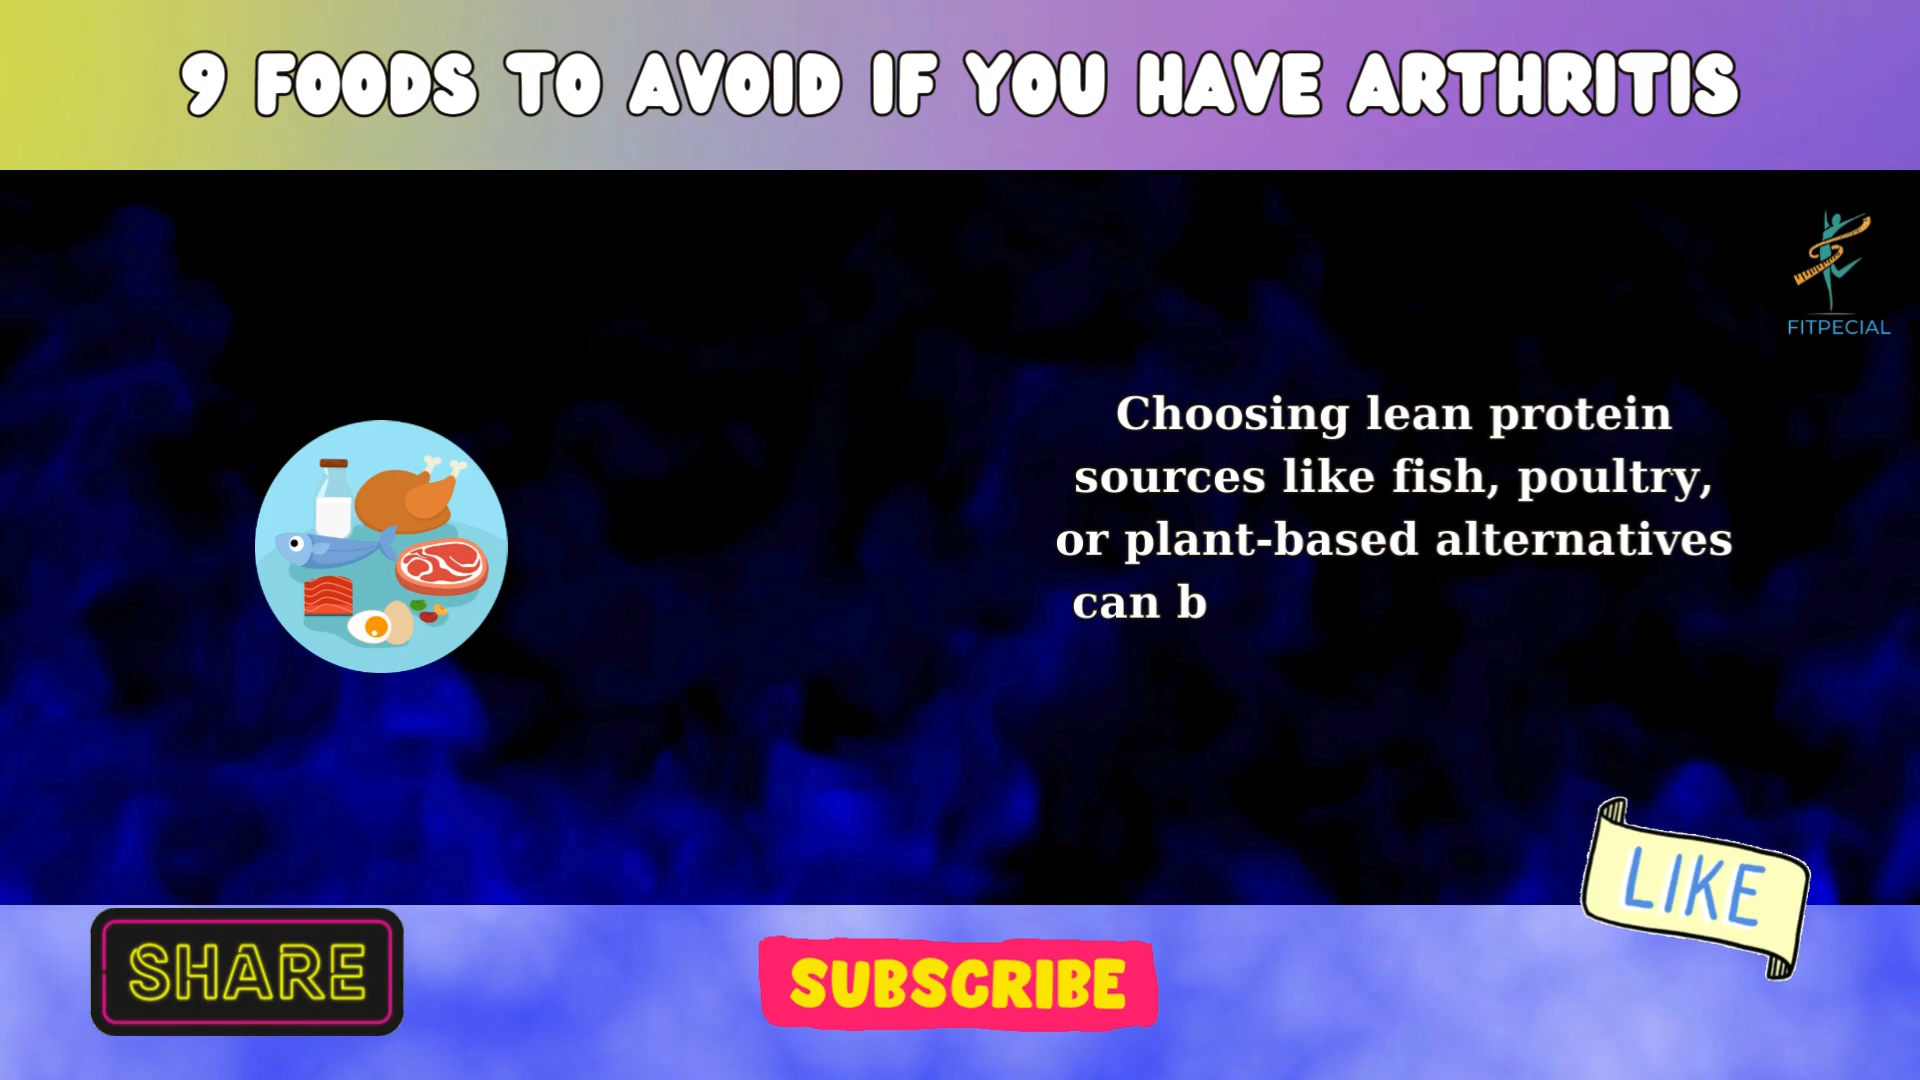 9 FOODS TO AVOID IF YOU HAVE ARTHRITIS
FITPECIAL
Choosing lean protein
sources like fish, poultry,
or plant-based alternatives
can b
LIKE
SHARE
SUBSCRIBE